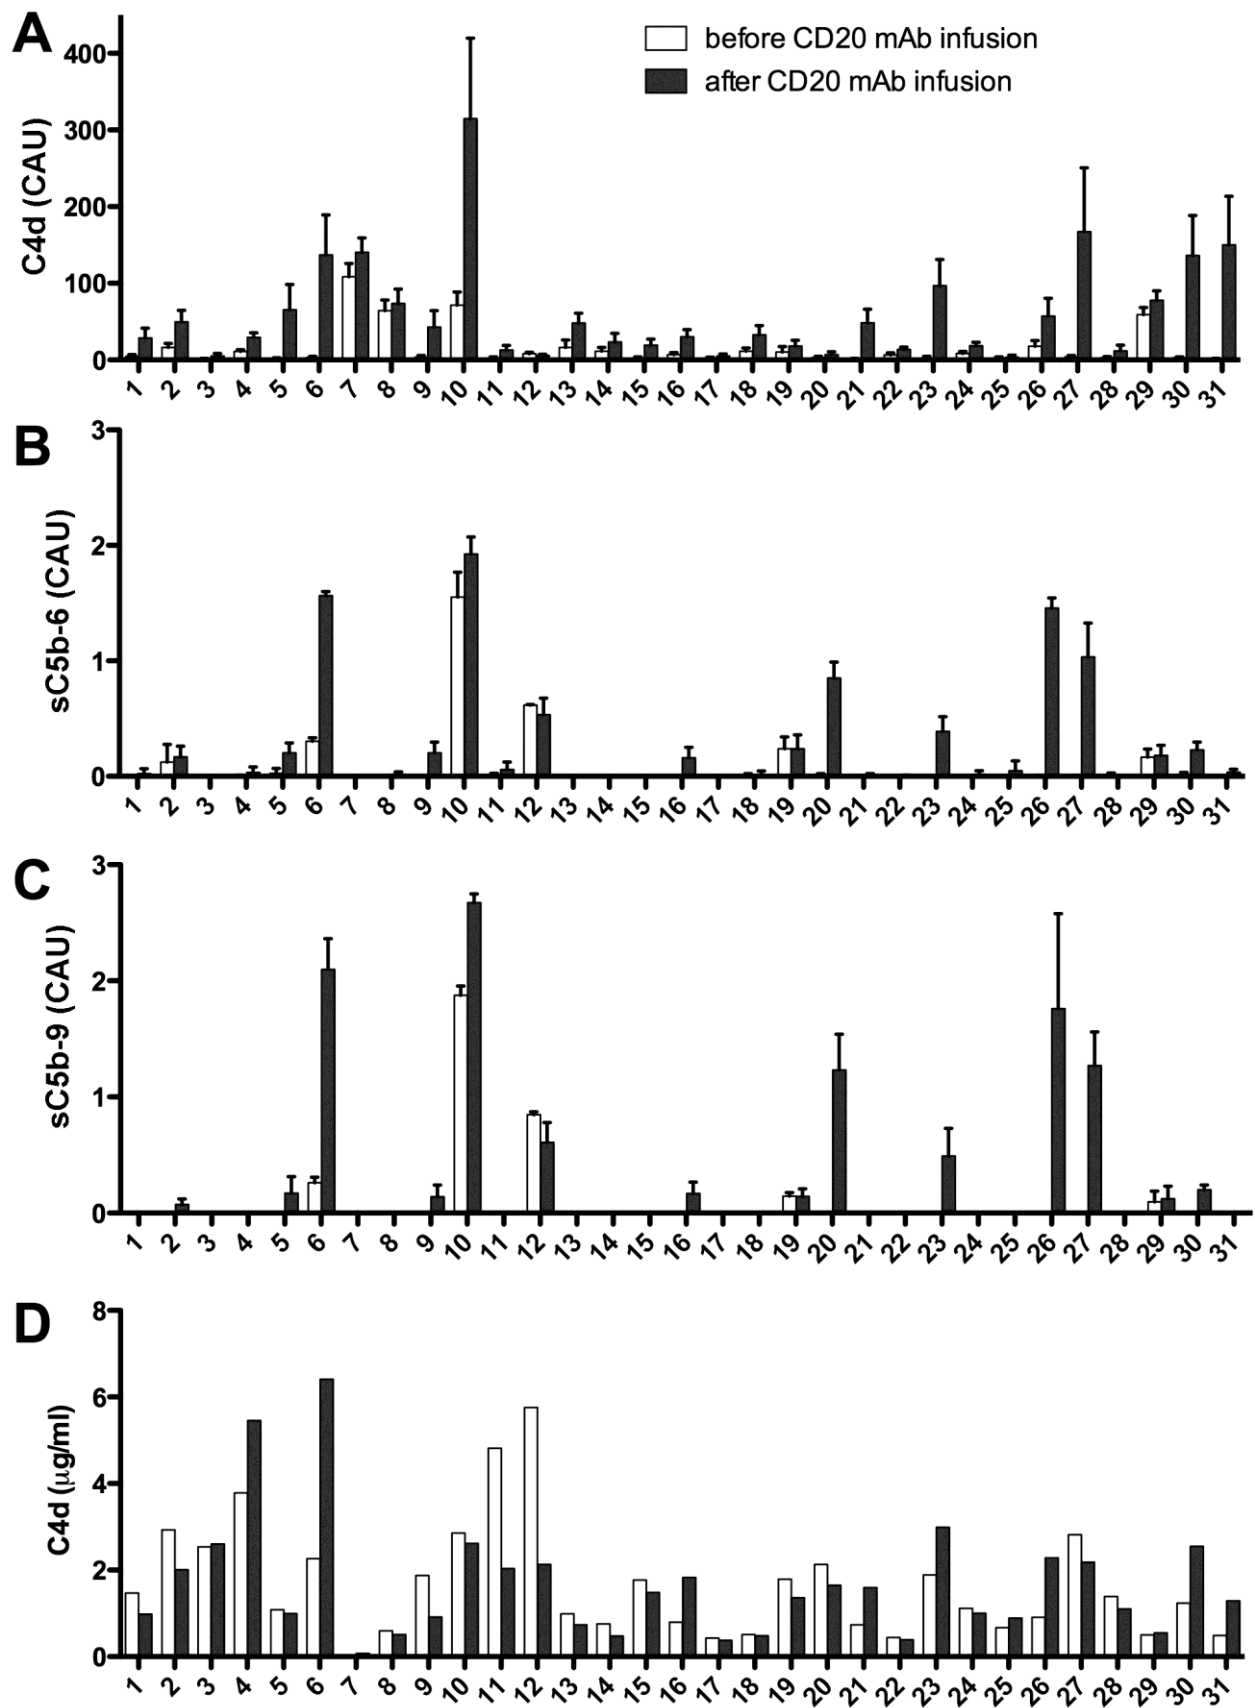 A
before CD20 mAb infusion
after CD20 mAb infusion
C4d (CAU)
400
300
200
100
0
1 2 3 4 5 6 7 8 9 10 11 12 13 14 15 16 17 18 19 20 21 22 23 24 25 26 27 28 29 30 31
B
sC5b-6 (CAU)
3
2
1
0
1 2 3 4 5 6 7 8 9 10 11 12 13 14 15 16 17 18 19 20 21 22 23 24 25 26 27 28 29 30 31
C
sC5b-9 (CAU)
3
2
1
0
1 2 3 4 5 6 7 8 9 10 11 12 13 14 15 16 17 18 19 20 21 22 23 24 25 26 27 28 29 30 31
D
C4d (μg/ml)
8
6
4
2
0
1 2 3 4 5 6 7 8 9 10 11 12 13 14 15 16 17 18 19 20 21 22 23 24 25 26 27 28 29 30 31